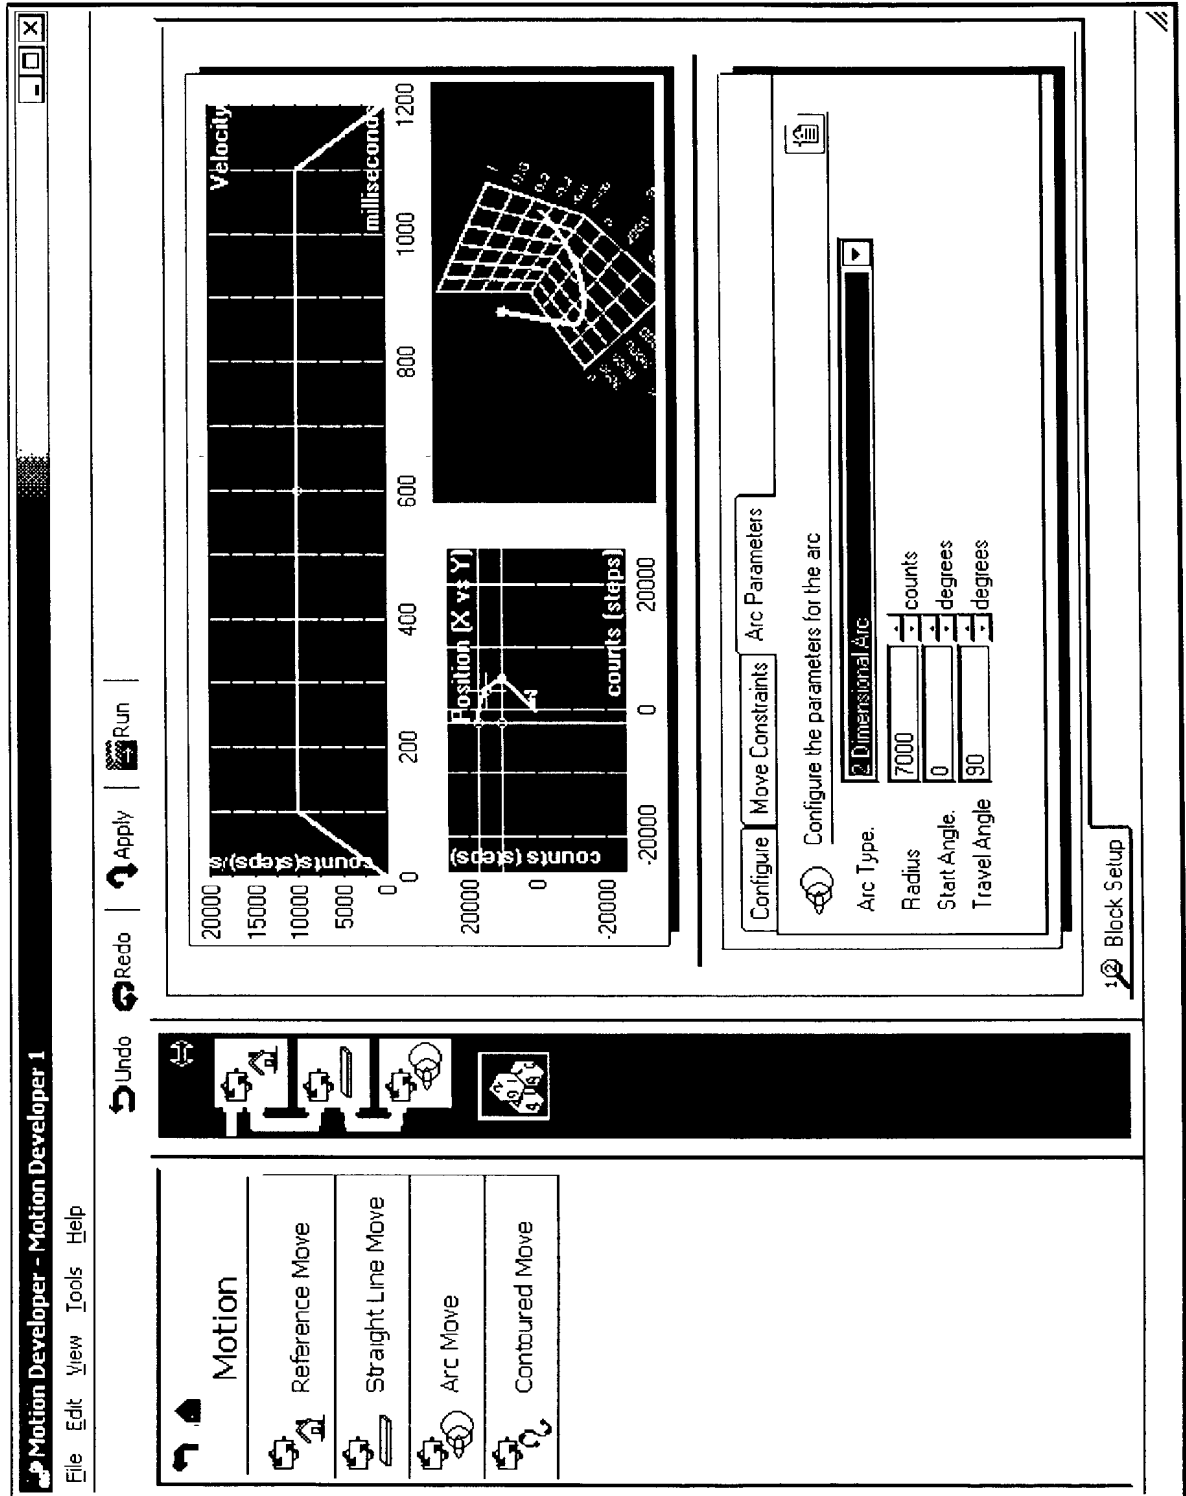 Motion Developer - Motion Developer 1
File Edit View Tools Help
Undo Redo Apply Run
Motion
Reference Move
Straight Line Move
Arc Move
Contoured Move
Velocity
counts(steps)/s
20000
15000
10000
5000
0
milliseconds
0 200 400 600 800 1000 1200
Position (X vs Y)
counts (steps)
20000
0
-20000
counts (steps)
-20000 0 20000
Configure Move Constraints Arc Parameters
Configure the parameters for the arc
Arc Type.
2 Dimensional Arc
Radius 7000 counts
Start Angle. 0 degrees
Travel Angle 90 degrees
Block Setup